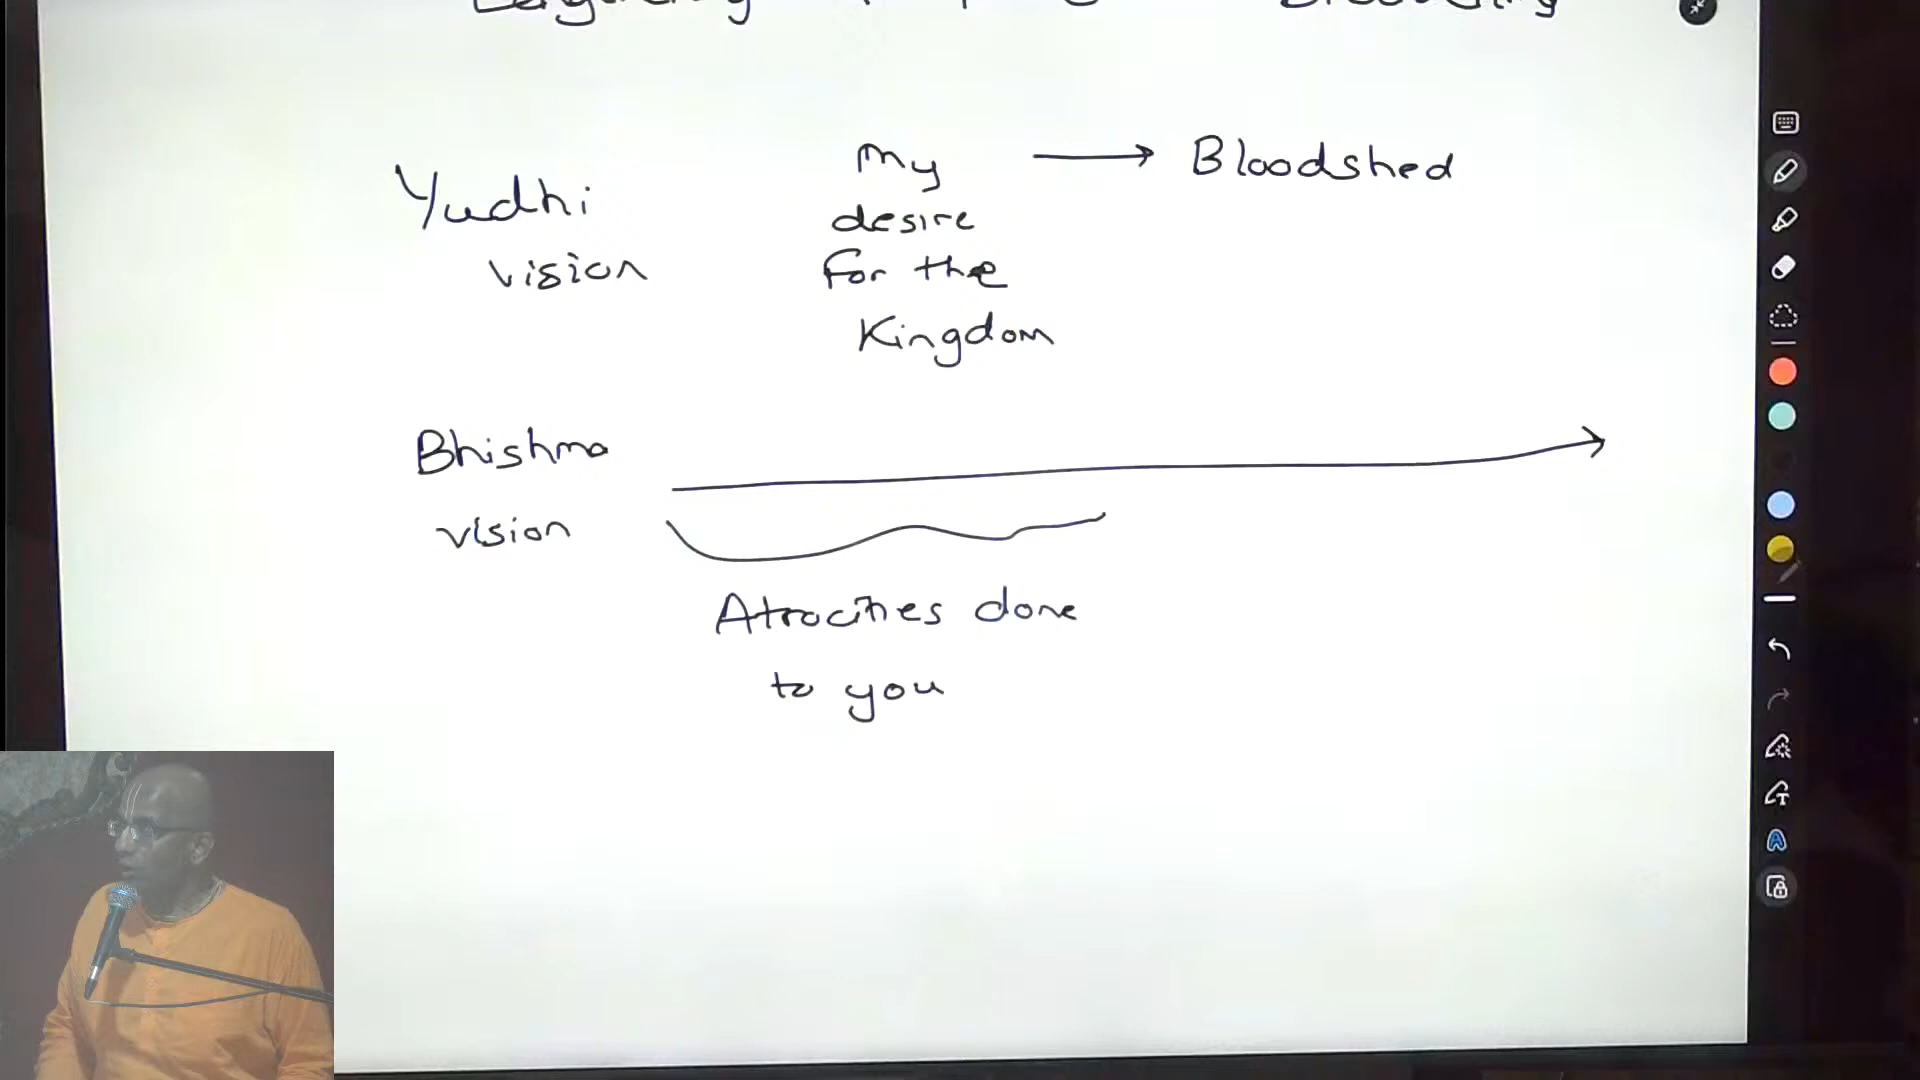 Yudhi
vision
My → Bloodshed
desire
for the
Kingdom
Bhishma
vision
Atrocities done
to you